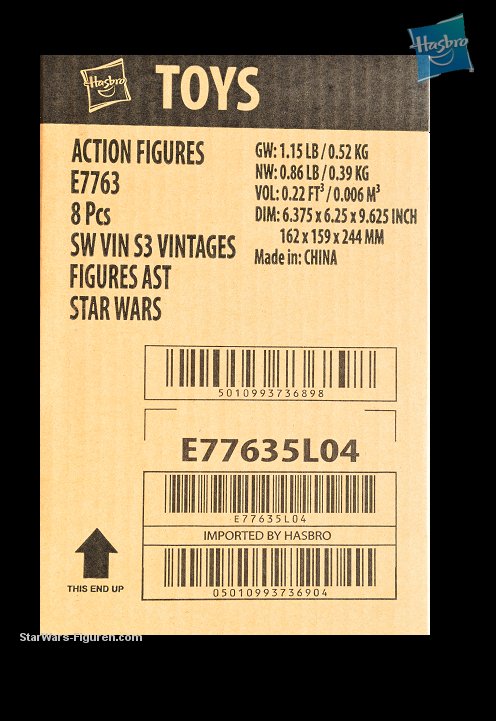 Hasbro
Hasbro
TOYS
ACTION FIGURES
E7763
8 Pcs
SW VIN S3 VINTAGES
FIGURES AST
STAR WARS
GW: 1.15 LB / 0.52 KG
NW: 0.86 LB / 0.39 KG
VOL: 0.22 FT³ / 0.006 M³
DIM: 6.375 x 6.25 x 9.625 INCH
162 x 159 x 244 MM
Made in: CHINA
5010993736898
E77635L04
E77635L04
IMPORTED BY HASBRO
05010993736904
THIS END UP
Starwars-Figuren.com